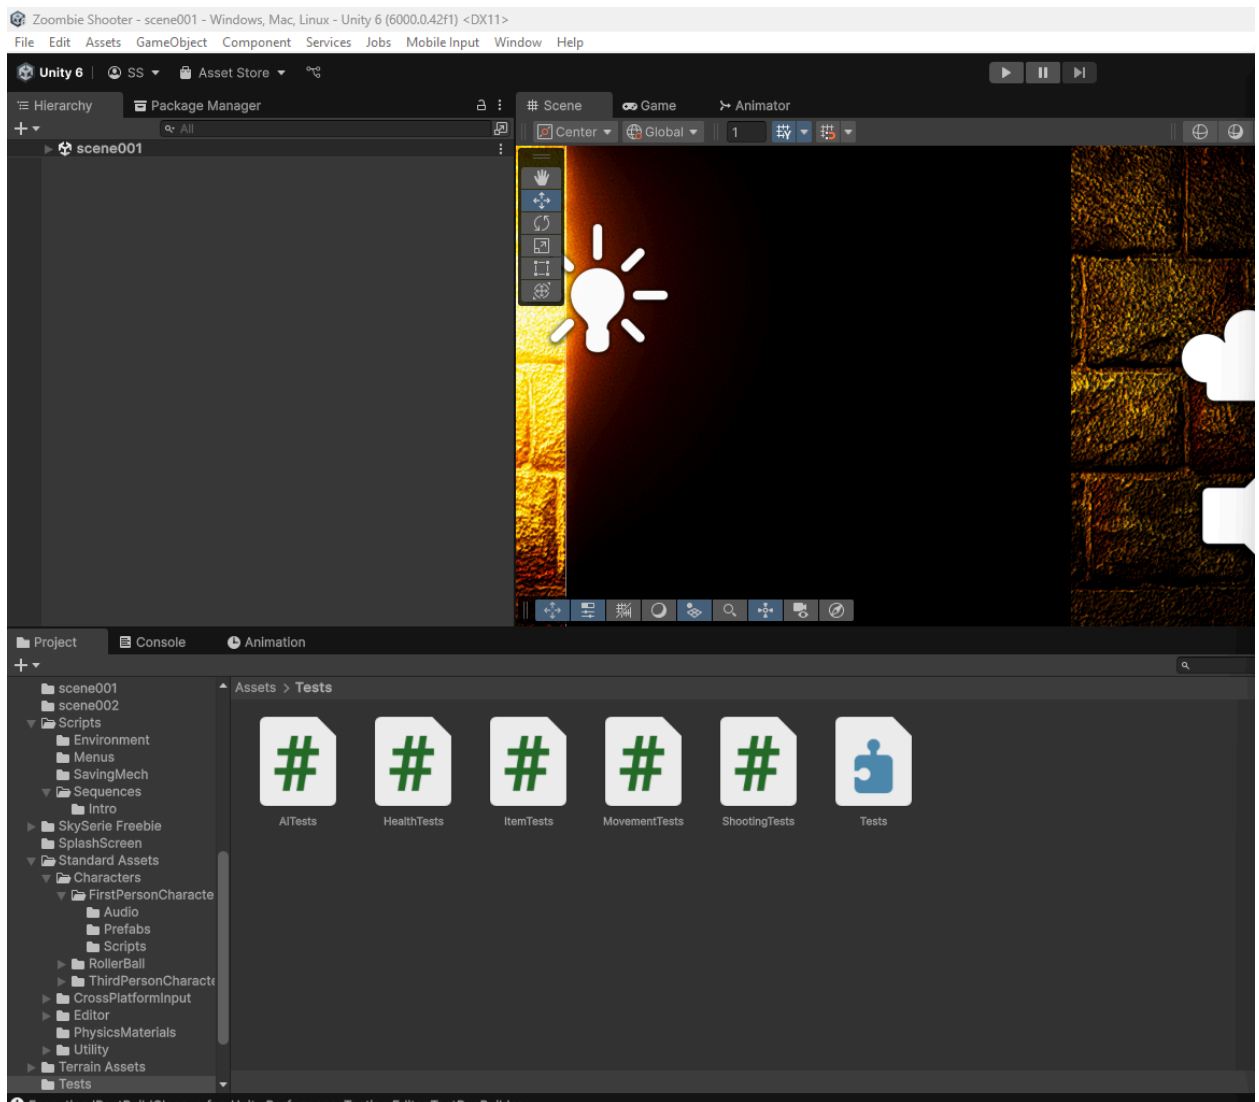 Zoombie Shooter - scene001 - Windows, Mac, Linux - Unity 6 (6000.0.42f1) <DX11>
File Edit Assets GameObject Component Services Jobs Mobile Input Window Help
Unity 6 SS Asset Store
Hierarchy Package Manager
Scene Game Animator
All
Center Global 1
scene001
Project Console Animation
scene001
scene002
Scripts
Environment
Menus
SavingMech
Sequences
Intro
SkySerie Freebie
SplashScreen
Standard Assets
Characters
FirstPersonCharacte
Audio
Prefabs
Scripts
RollerBall
ThirdPersonCharacte
CrossPlatformInput
Editor
PhysicsMaterials
Utility
Terrain Assets
Tests
Assets > Tests
AITests HealthTests ItemTests MovementTests ShootingTests Tests